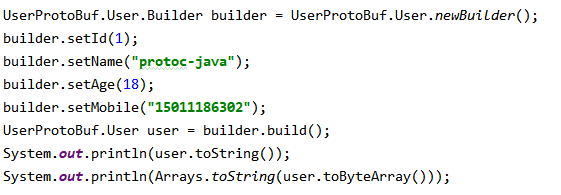 UserProtoBuf.User.Builder builder = UserProtoBuf.User.newBuilder();
builder.setId(1);
builder.setName("protoc-java");
builder.setAge(18);
builder.setMobile("15011186302");
UserProtoBuf.User user = builder.build();
System.out.println(user.toString());
System.out.println(Arrays.toString(user.toByteArray()));